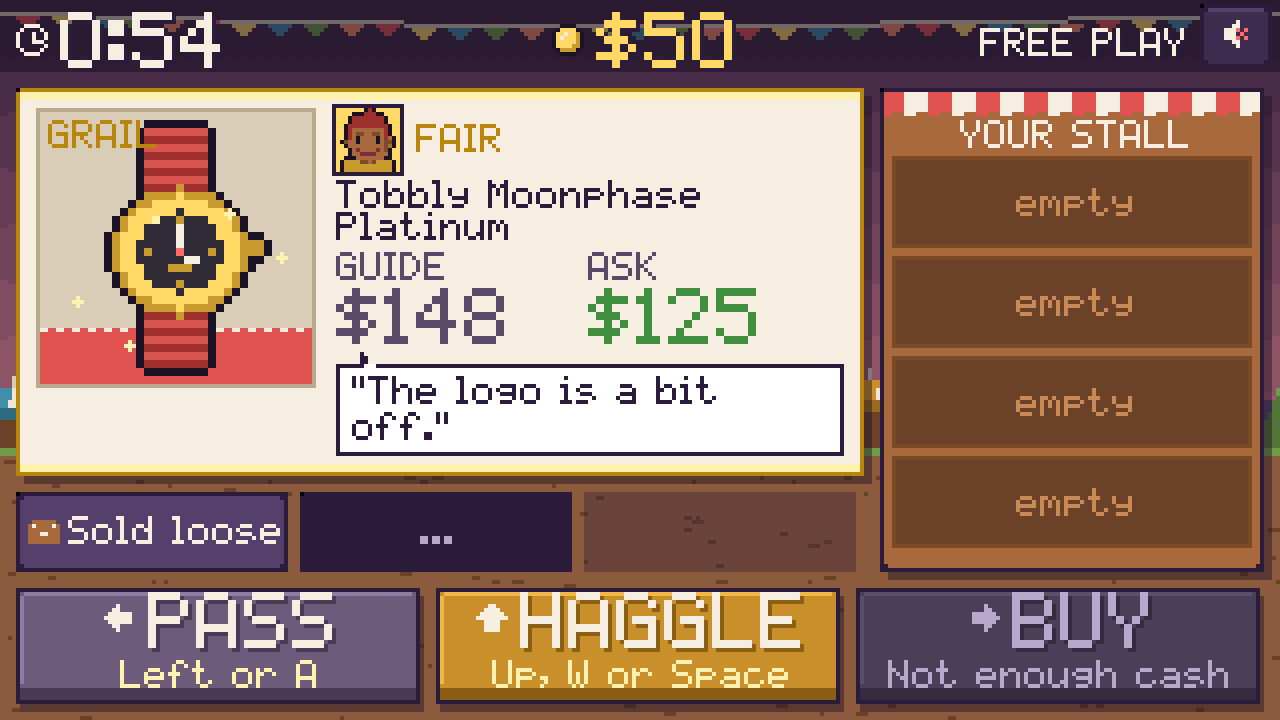 0:54
$50
FREE PLAY
GRAIL
FAIR
Tobbly Moonphase
Platinum
GUIDE
ASK
$148
$125
"The logo is a bit
off."
YOUR STALL
empty
empty
empty
empty
Sold loose
...
PASS
Left or A
HAGGLE
Up, W or Space
BUY
Not enough cash